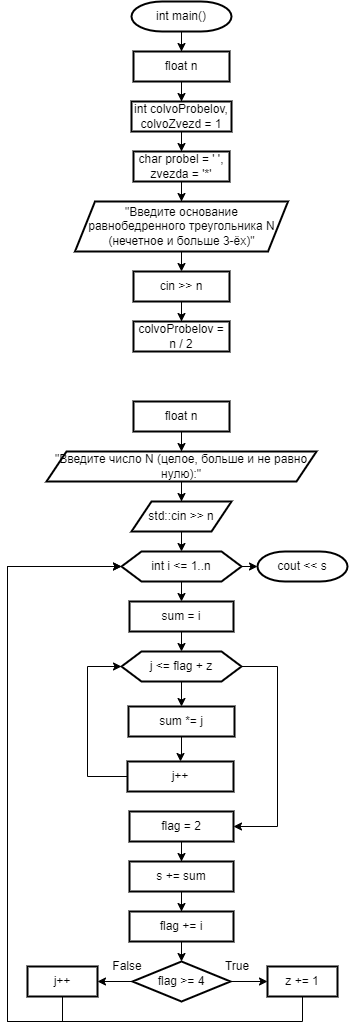 int main()
float n
int colvoProbelov,
colvoZvezd = 1
char probel = ' ',
zvezda = '*'
"Введите основание
равнобедренного треугольника N
(нечетное и больше 3-ёх)"
cin >> n
colvoProbelov =
n / 2
float n
"Введите число N (целое, больше и не равно
нулю):"
std::cin >> n
int i <= 1..n
cout << s
sum = i
j <= flag + z
sum *= j
j++
flag = 2
s += sum
flag += i
False
True
j++
flag >= 4
z += 1